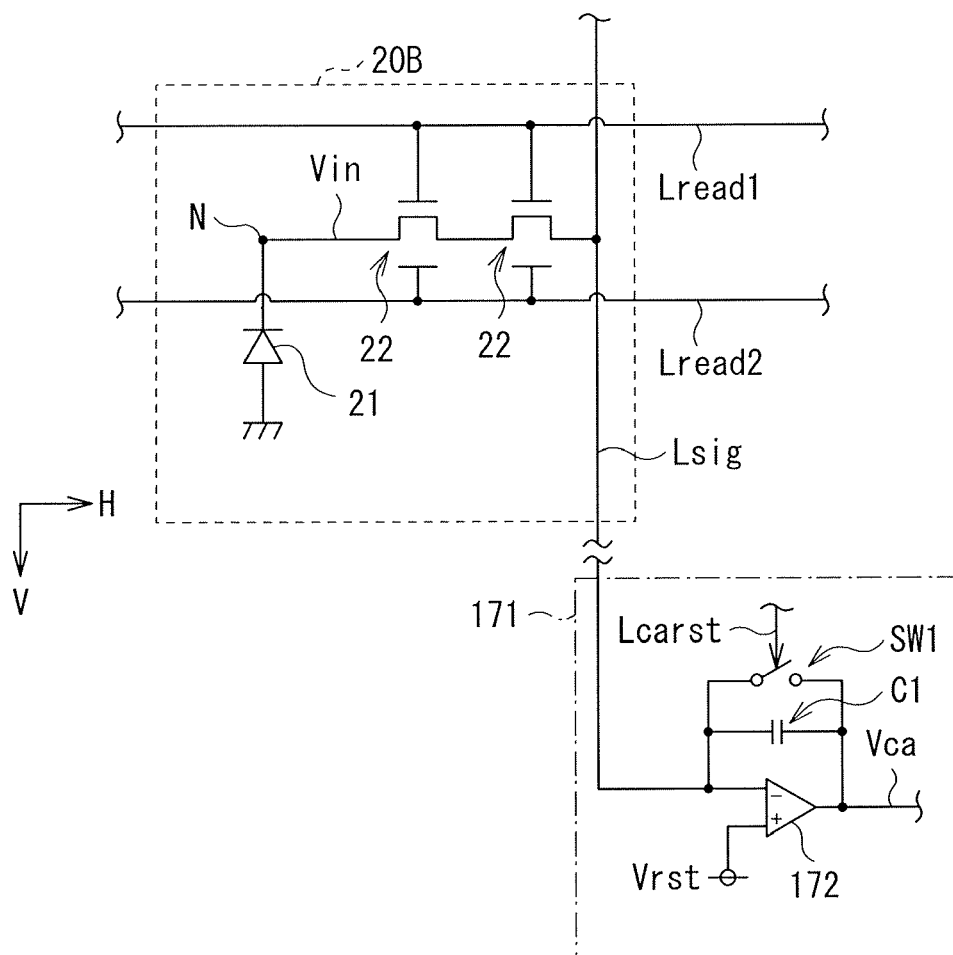 20B
Vin
Lread1
N
22
22
Lread2
21
Lsig
H
V
171
Lcarst
SW1
C1
Vca
−
+
Vrst
172